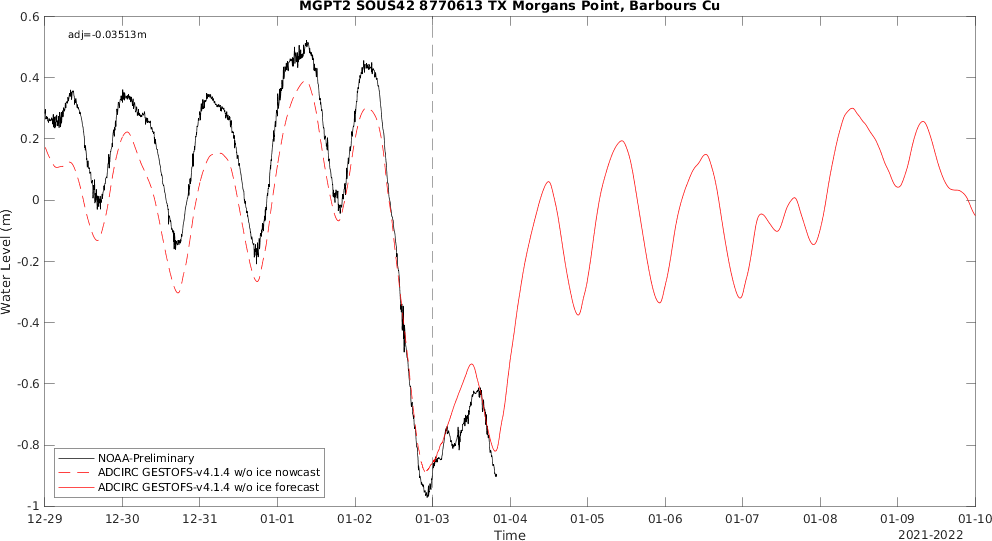 MGPT2 SOUS42 8770613 TX Morgans Point, Barbours Cu
adj=-0.03513m
0.6
0.4
0.2
0
-0.2
-0.4
-0.6
-0.8
-1
Water Level (m)
NOAA-Preliminary
ADCIRC GESTOFS-v4.1.4 w/o ice nowcast
ADCIRC GESTOFS-v4.1.4 w/o ice forecast
12-29 12-30 12-31 01-01 01-02 01-03 01-04 01-05 01-06 01-07 01-08 01-09 01-10
Time
2021-2022